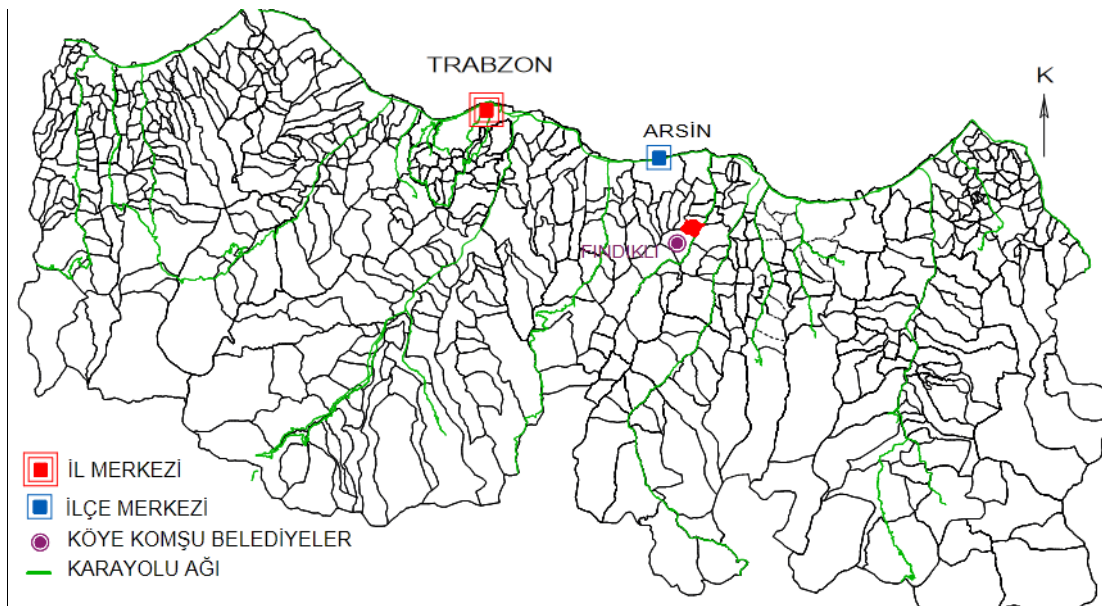 TRABZON
K
ARSİN
FINDIKLI
İL MERKEZİ
İLÇE MERKEZİ
KÖYE KOMŞU BELEDİYELER
KARAYOLU AĞI